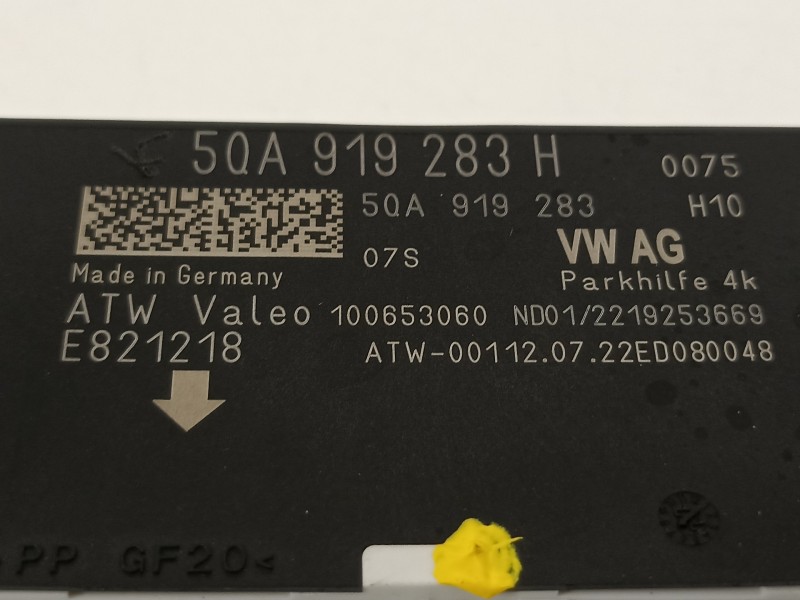 5QA 919 283 H 0075
5QA 919 283 H10
07S VW AG
Made in Germany Parkhilfe 4k
ATW Valeo 100653060 ND01/2219253669
E821218 ATW-00112.07.22ED080048
>PP GF20<